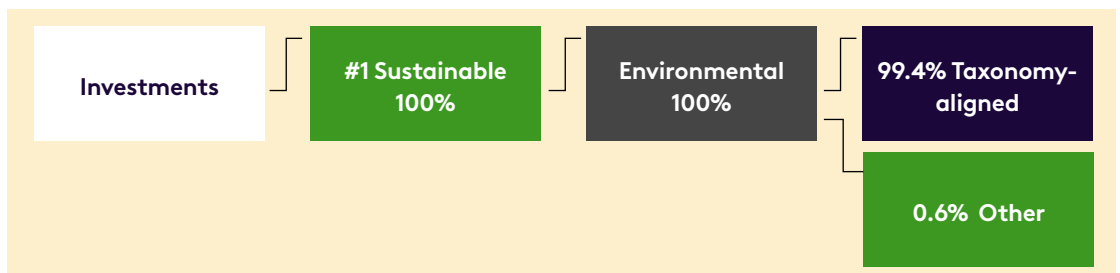 Investments
#1 Sustainable
100%
Environmental
100%
99.4% Taxonomy-
aligned
0.6% Other